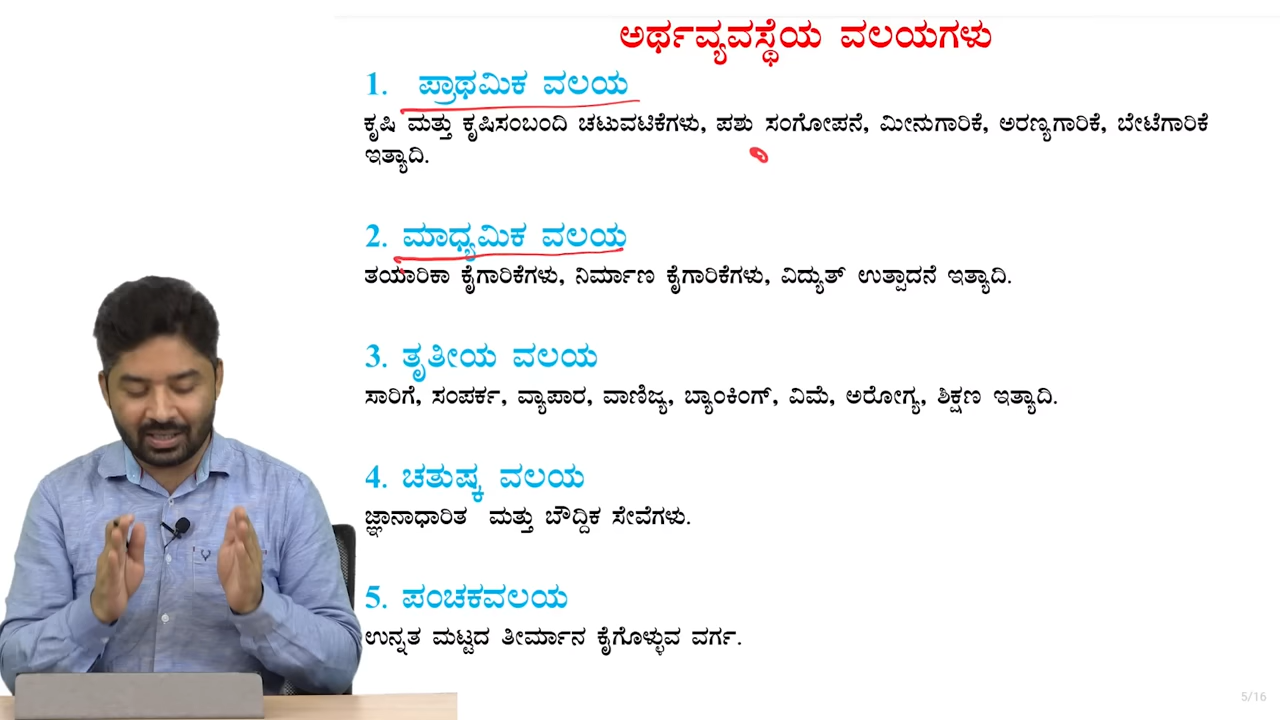 ಅರ್ಥವ್ಯವಸ್ಥೆಯ ವಲಯಗಳು
1. ಪ್ರಾಥಮಿಕ ವಲಯ
ಕೃಷಿ ಮತ್ತು ಕೃಷಿಸಂಬಂದಿ ಚಟುವಟಿಕೆಗಳು, ಪಶು ಸಂಗೋಪನೆ, ಮೀನುಗಾರಿಕೆ, ಅರಣ್ಯಗಾರಿಕೆ, ಬೇಟೆಗಾರಿಕೆ
ಇತ್ಯಾದಿ.
2. ಮಾಧ್ಯಮಿಕ ವಲಯ
ತಯಾರಿಕಾ ಕೈಗಾರಿಕೆಗಳು, ನಿರ್ಮಾಣ ಕೈಗಾರಿಕೆಗಳು, ವಿದ್ಯುತ್ ಉತ್ಪಾದನೆ ಇತ್ಯಾದಿ.
3. ತೃತೀಯ ವಲಯ
ಸಾರಿಗೆ, ಸಂಪರ್ಕ, ವ್ಯಾಪಾರ, ವಾಣಿಜ್ಯ, ಬ್ಯಾಂಕಿಂಗ್, ವಿಮೆ, ಅರೋಗ್ಯ, ಶಿಕ್ಷಣ ಇತ್ಯಾದಿ.
4. ಚತುಷ್ಕ ವಲಯ
ಜ್ಞಾನಾಧಾರಿತ ಮತ್ತು ಬೌದ್ದಿಕ ಸೇವೆಗಳು.
5. ಪಂಚಕವಲಯ
ಉನ್ನತ ಮಟ್ಟದ ತೀರ್ಮಾನ ಕೈಗೊಳ್ಳುವ ವರ್ಗ.
5/16